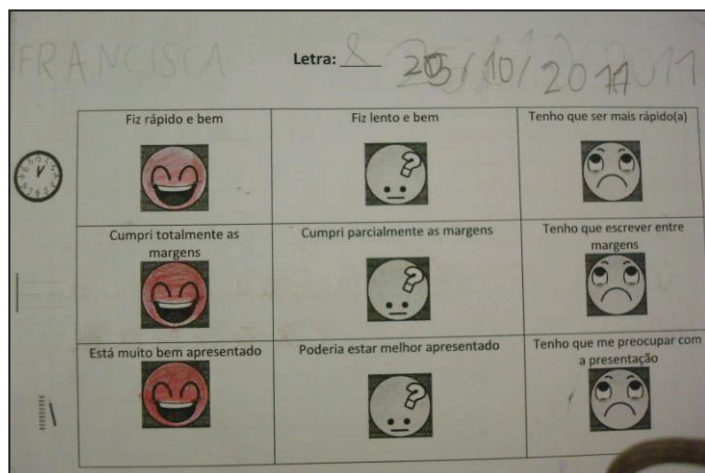 FRANCISCA Letra: 25/10/2011
Fiz rápido e bem Fiz lento e bem Tenho que ser mais rápido(a)
Cumpri totalmente as Cumpri parcialmente as margens Tenho que escrever entre
margens margens
Está muito bem apresentado Poderia estar melhor apresentado Tenho que me preocupar com
a presentação